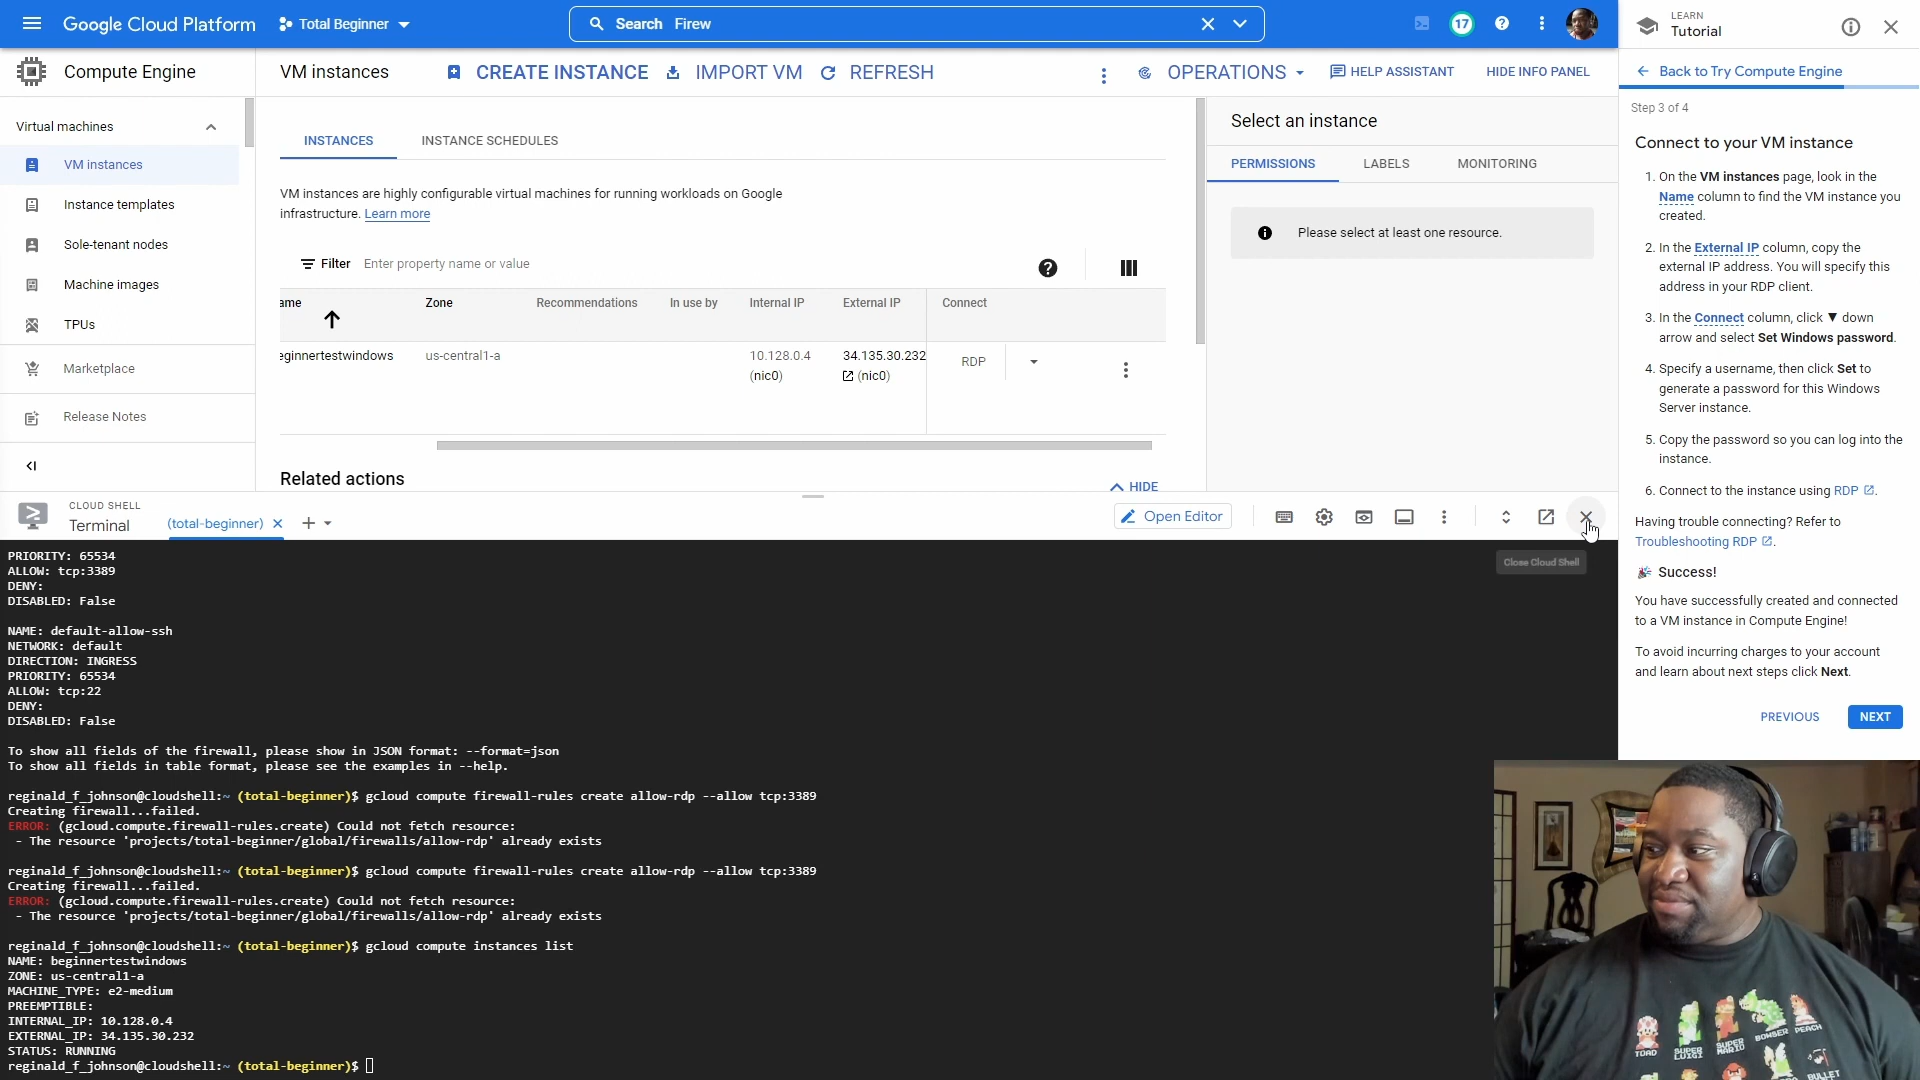 Google Cloud Platform
Total Beginner
Search Firew
17
LEARN
Tutorial
Compute Engine
VM instances
CREATE INSTANCE
IMPORT VM
REFRESH
OPERATIONS
HELP ASSISTANT
HIDE INFO PANEL
Virtual machines
VM instances
Instance templates
Sole-tenant nodes
Machine images
TPUs
Marketplace
Release Notes
INSTANCES
INSTANCE SCHEDULES
VM instances are highly configurable virtual machines for running workloads on Google
infrastructure. Learn more
Filter Enter property name or value
ame Zone Recommendations In use by Internal IP External IP Connect
eginnertestwindows us-central1-a 10.128.0.4 34.135.30.232 RDP
(nic0) (nic0)
Related actions
HIDE
Select an instance
PERMISSIONS
LABELS
MONITORING
Please select at least one resource.
Back to Try Compute Engine
Step 3 of 4
Connect to your VM instance
1. On the VM instances page, look in the
Name column to find the VM instance you
created.
2. In the External IP column, copy the
external IP address. You will specify this
address in your RDP client.
3. In the Connect column, click ▼ down
arrow and select Set Windows password.
4. Specify a username, then click Set to
generate a password for this Windows
Server instance.
5. Copy the password so you can log into the
instance.
6. Connect to the instance using RDP.
Having trouble connecting? Refer to
Troubleshooting RDP.
Success!
You have successfully created and connected
to a VM instance in Compute Engine!
To avoid incurring charges to your account
and learn about next steps click Next.
PREVIOUS
NEXT
CLOUD SHELL
Terminal
(total-beginner)
Open Editor
Close Cloud Shell
PRIORITY: 65534
ALLOW: tcp:3389
DENY:
DISABLED: False
NAME: default-allow-ssh
NETWORK: default
DIRECTION: INGRESS
PRIORITY: 65534
ALLOW: tcp:22
DENY:
DISABLED: False
To show all fields of the firewall, please show in JSON format: --format=json
To show all fields in table format, please see the examples in --help.
reginald_f_johnson@cloudshell:~ (total-beginner)$ gcloud compute firewall-rules create allow-rdp --allow tcp:3389
Creating firewall...failed.
ERROR: (gcloud.compute.firewall-rules.create) Could not fetch resource:
- The resource 'projects/total-beginner/global/firewalls/allow-rdp' already exists
reginald_f_johnson@cloudshell:~ (total-beginner)$ gcloud compute firewall-rules create allow-rdp --allow tcp:3389
Creating firewall...failed.
ERROR: (gcloud.compute.firewall-rules.create) Could not fetch resource:
- The resource 'projects/total-beginner/global/firewalls/allow-rdp' already exists
reginald_f_johnson@cloudshell:~ (total-beginner)$ gcloud compute instances list
NAME: beginnertestwindows
ZONE: us-central1-a
MACHINE_TYPE: e2-medium
PREEMPTIBLE:
INTERNAL_IP: 10.128.0.4
EXTERNAL_IP: 34.135.30.232
STATUS: RUNNING
reginald_f_johnson@cloudshell:~ (total-beginner)$
TOAD
SUPER
LUIGI
SUPER
MARIO
BOWSER
PEACH
BULLET